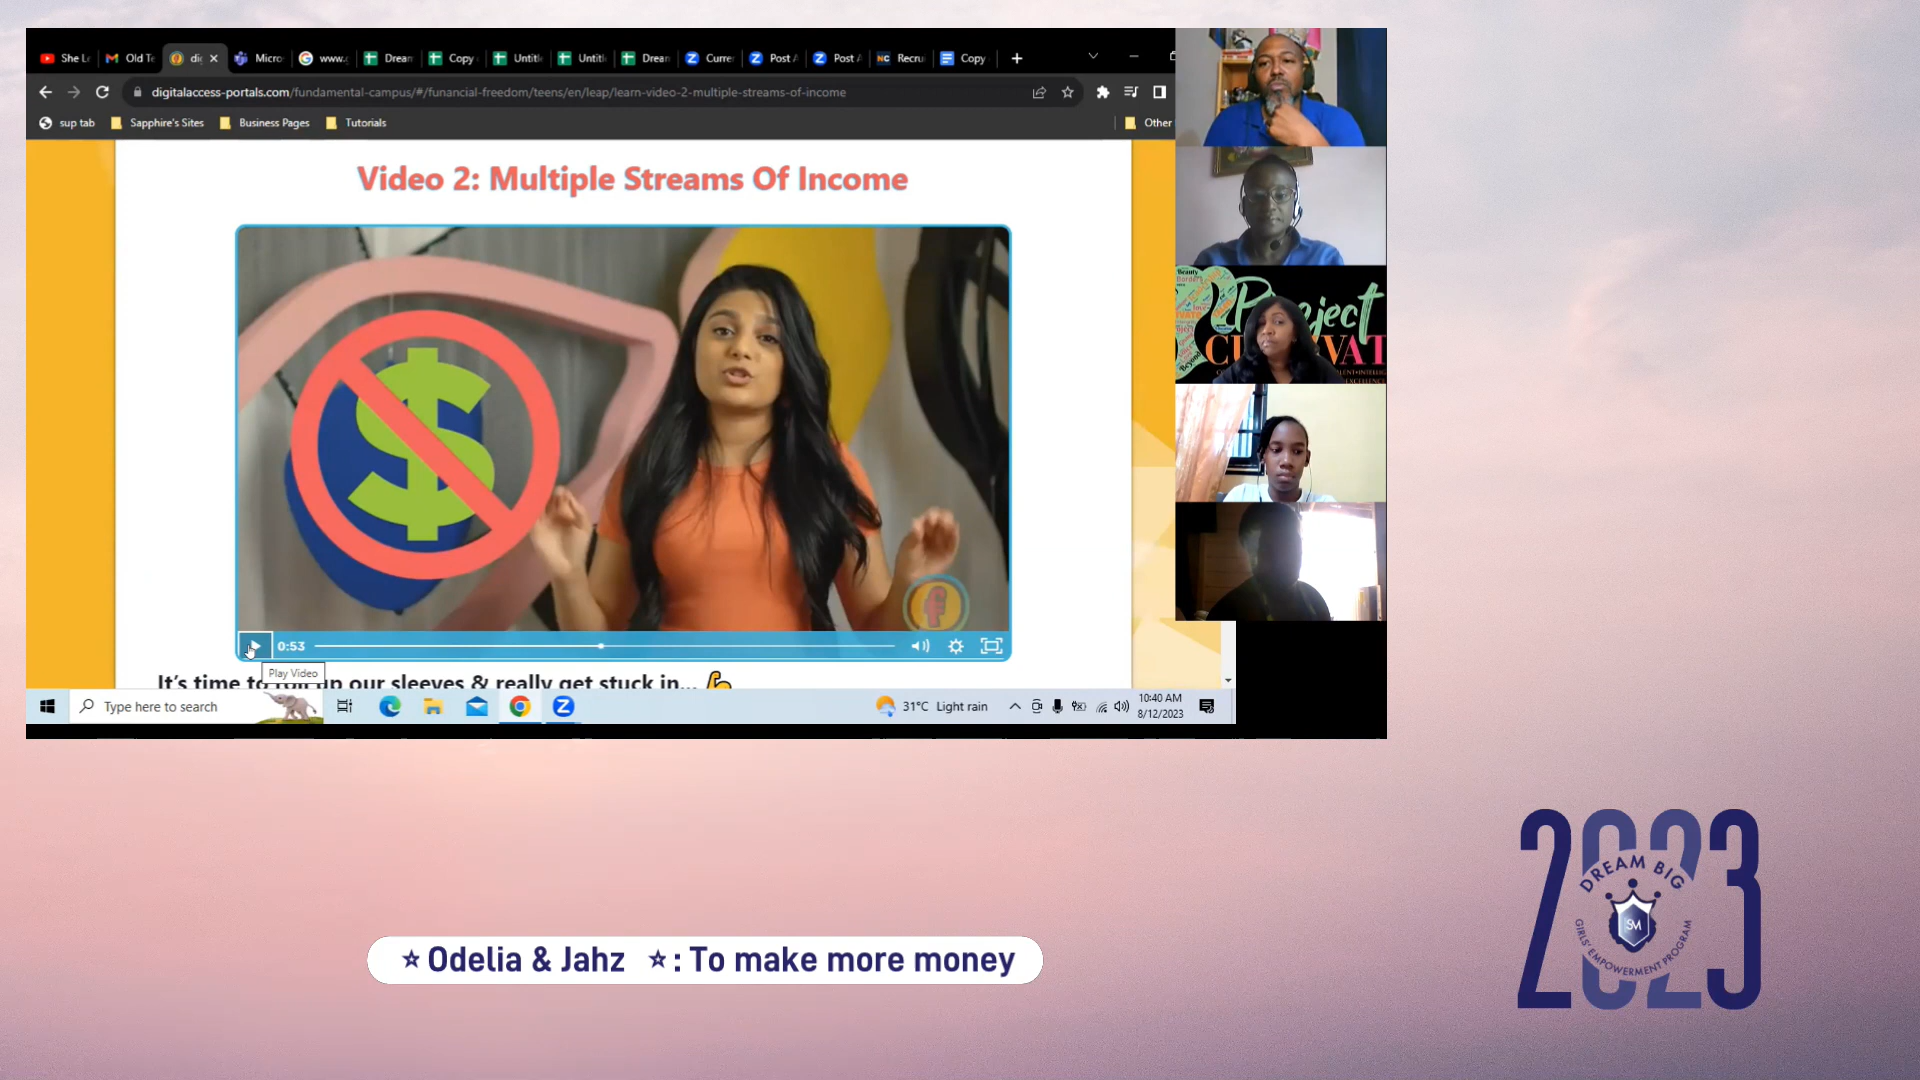 She L
Old Te
di
Micro
www.
Drean
Copy
Untitl
Untitl
Drean
Curre
Post A
Post A
NC Recru
Copy
digitalaccess-portals.com/fundamental-campus/#/funancial-freedom/teens/en/leap/learn-video-2-multiple-streams-of-income
sup tab
Sapphire's Sites
Business Pages
Tutorials
Other
Video 2: Multiple Streams Of Income
0:53
Play Video
It's time to roll up our sleeves & really get stuck in...
Type here to search
31°C Light rain
10:40 AM
8/12/2023
Project
2023
DREAM BIG
SM
GIRLS' EMPOWERMENT PROGRAM
☆ Odelia & Jahz ☆: To make more money